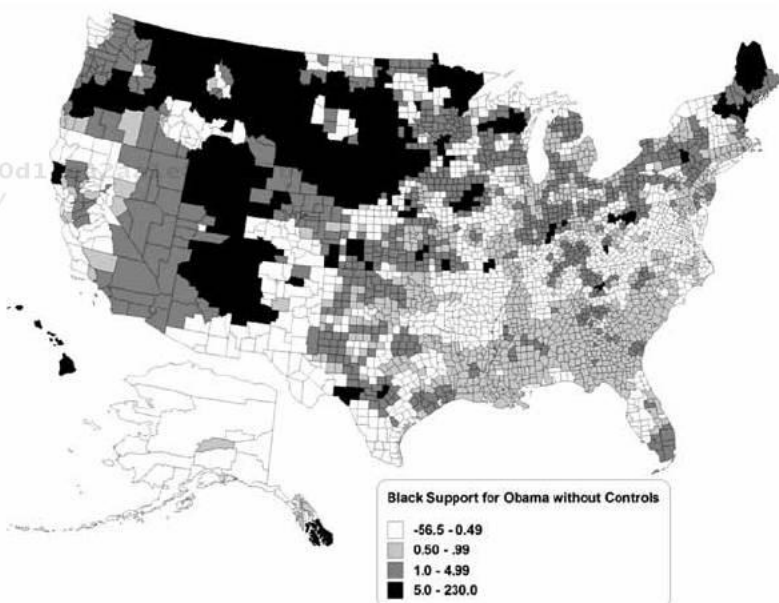 Black Support for Obama without Controls
-56.5 - 0.49
0.50 - .99
1.0 - 4.99
5.0 - 230.0